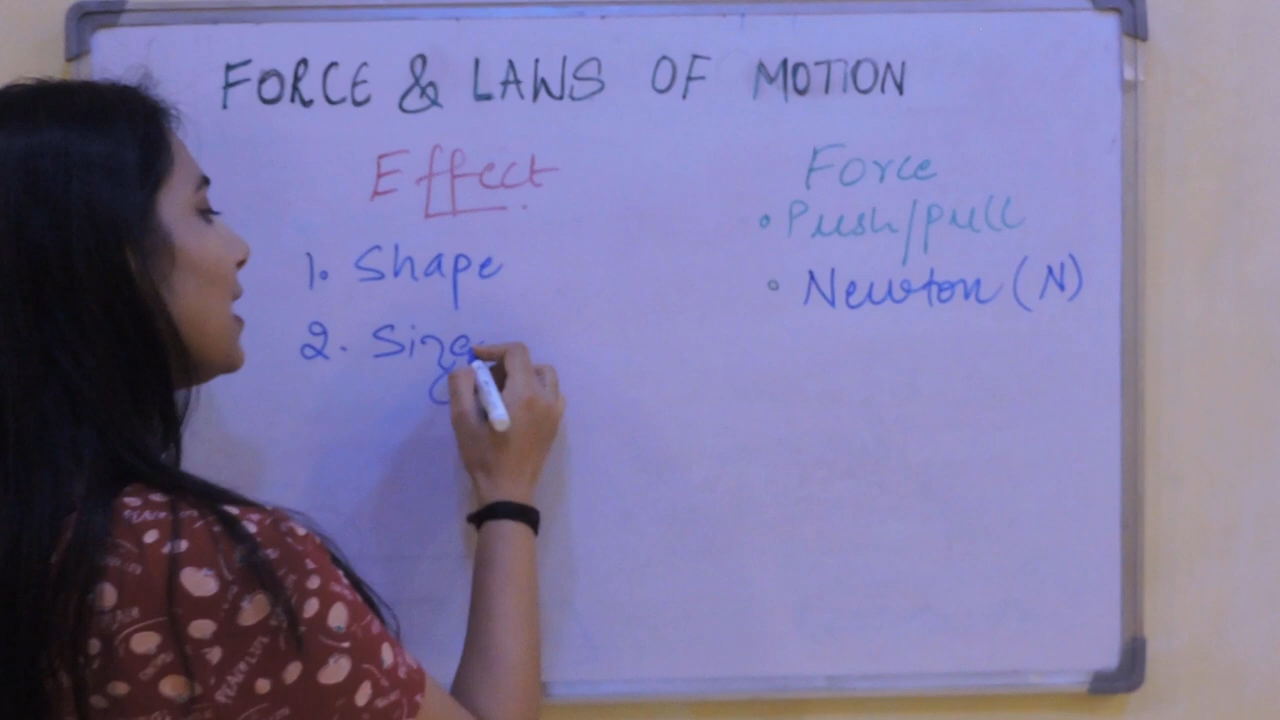 FORCE & LAWS OF MOTION
Effect
1. Shape
2. Size
Force
• Push/pull
• Newton (N)